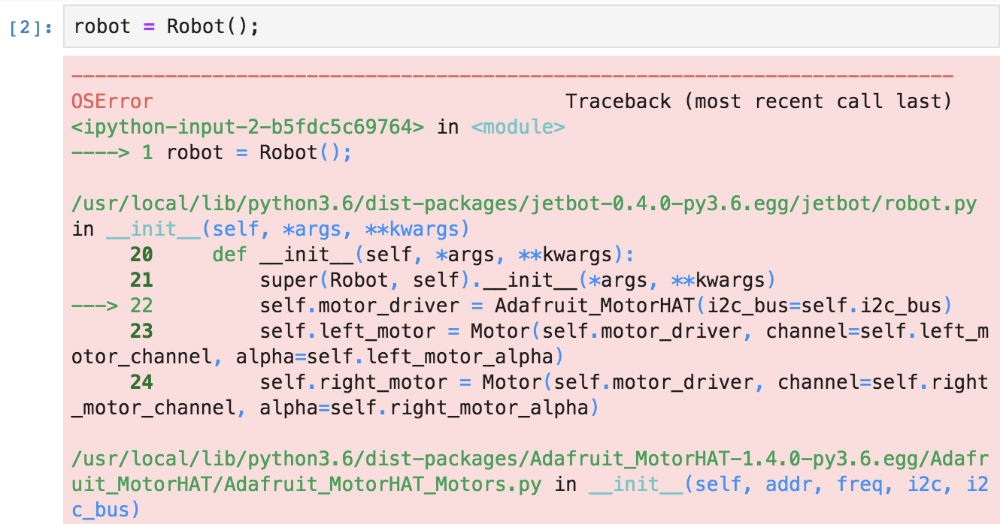 [2]: robot = Robot();
---------------------------------------------------------------------------
OSError                                   Traceback (most recent call last)
<ipython-input-2-b5fdc5c69764> in <module>
----> 1 robot = Robot();

/usr/local/lib/python3.6/dist-packages/jetbot-0.4.0-py3.6.egg/jetbot/robot.py
in __init__(self, *args, **kwargs)
     20     def __init__(self, *args, **kwargs):
     21         super(Robot, self).__init__(*args, **kwargs)
---> 22         self.motor_driver = Adafruit_MotorHAT(i2c_bus=self.i2c_bus)
     23         self.left_motor = Motor(self.motor_driver, channel=self.left_m
otor_channel, alpha=self.left_motor_alpha)
     24         self.right_motor = Motor(self.motor_driver, channel=self.right
_motor_channel, alpha=self.right_motor_alpha)

/usr/local/lib/python3.6/dist-packages/Adafruit_MotorHAT-1.4.0-py3.6.egg/Adafr
uit_MotorHAT/Adafruit_MotorHAT_Motors.py in __init__(self, addr, freq, i2c, i2
c_bus)